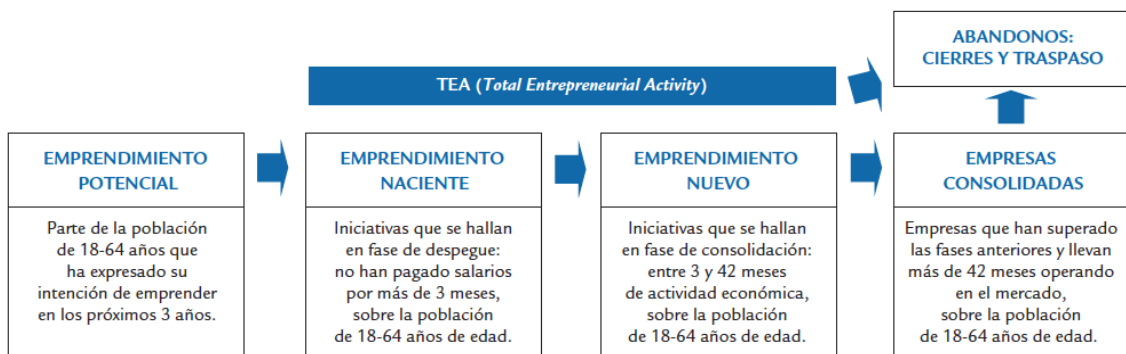 ABANDONOS:
CIERRES Y TRASPASO
TEA (Total Entrepreneurial Activity)
EMPRENDIMIENTO
POTENCIAL
Parte de la población
de 18-64 años que
ha expresado su
intención de emprender
en los próximos 3 años.
EMPRENDIMIENTO
NACIENTE
Iniciativas que se hallan
en fase de despegue:
no han pagado salarios
por más de 3 meses,
sobre la población
de 18-64 años de edad.
EMPRENDIMIENTO
NUEVO
Iniciativas que se hallan
en fase de consolidación:
entre 3 y 42 meses
de actividad económica,
sobre la población
de 18-64 años de edad.
EMPRESAS
CONSOLIDADAS
Empresas que han superado
las fases anteriores y llevan
más de 42 meses operando
en el mercado,
sobre la población
de 18-64 años de edad.